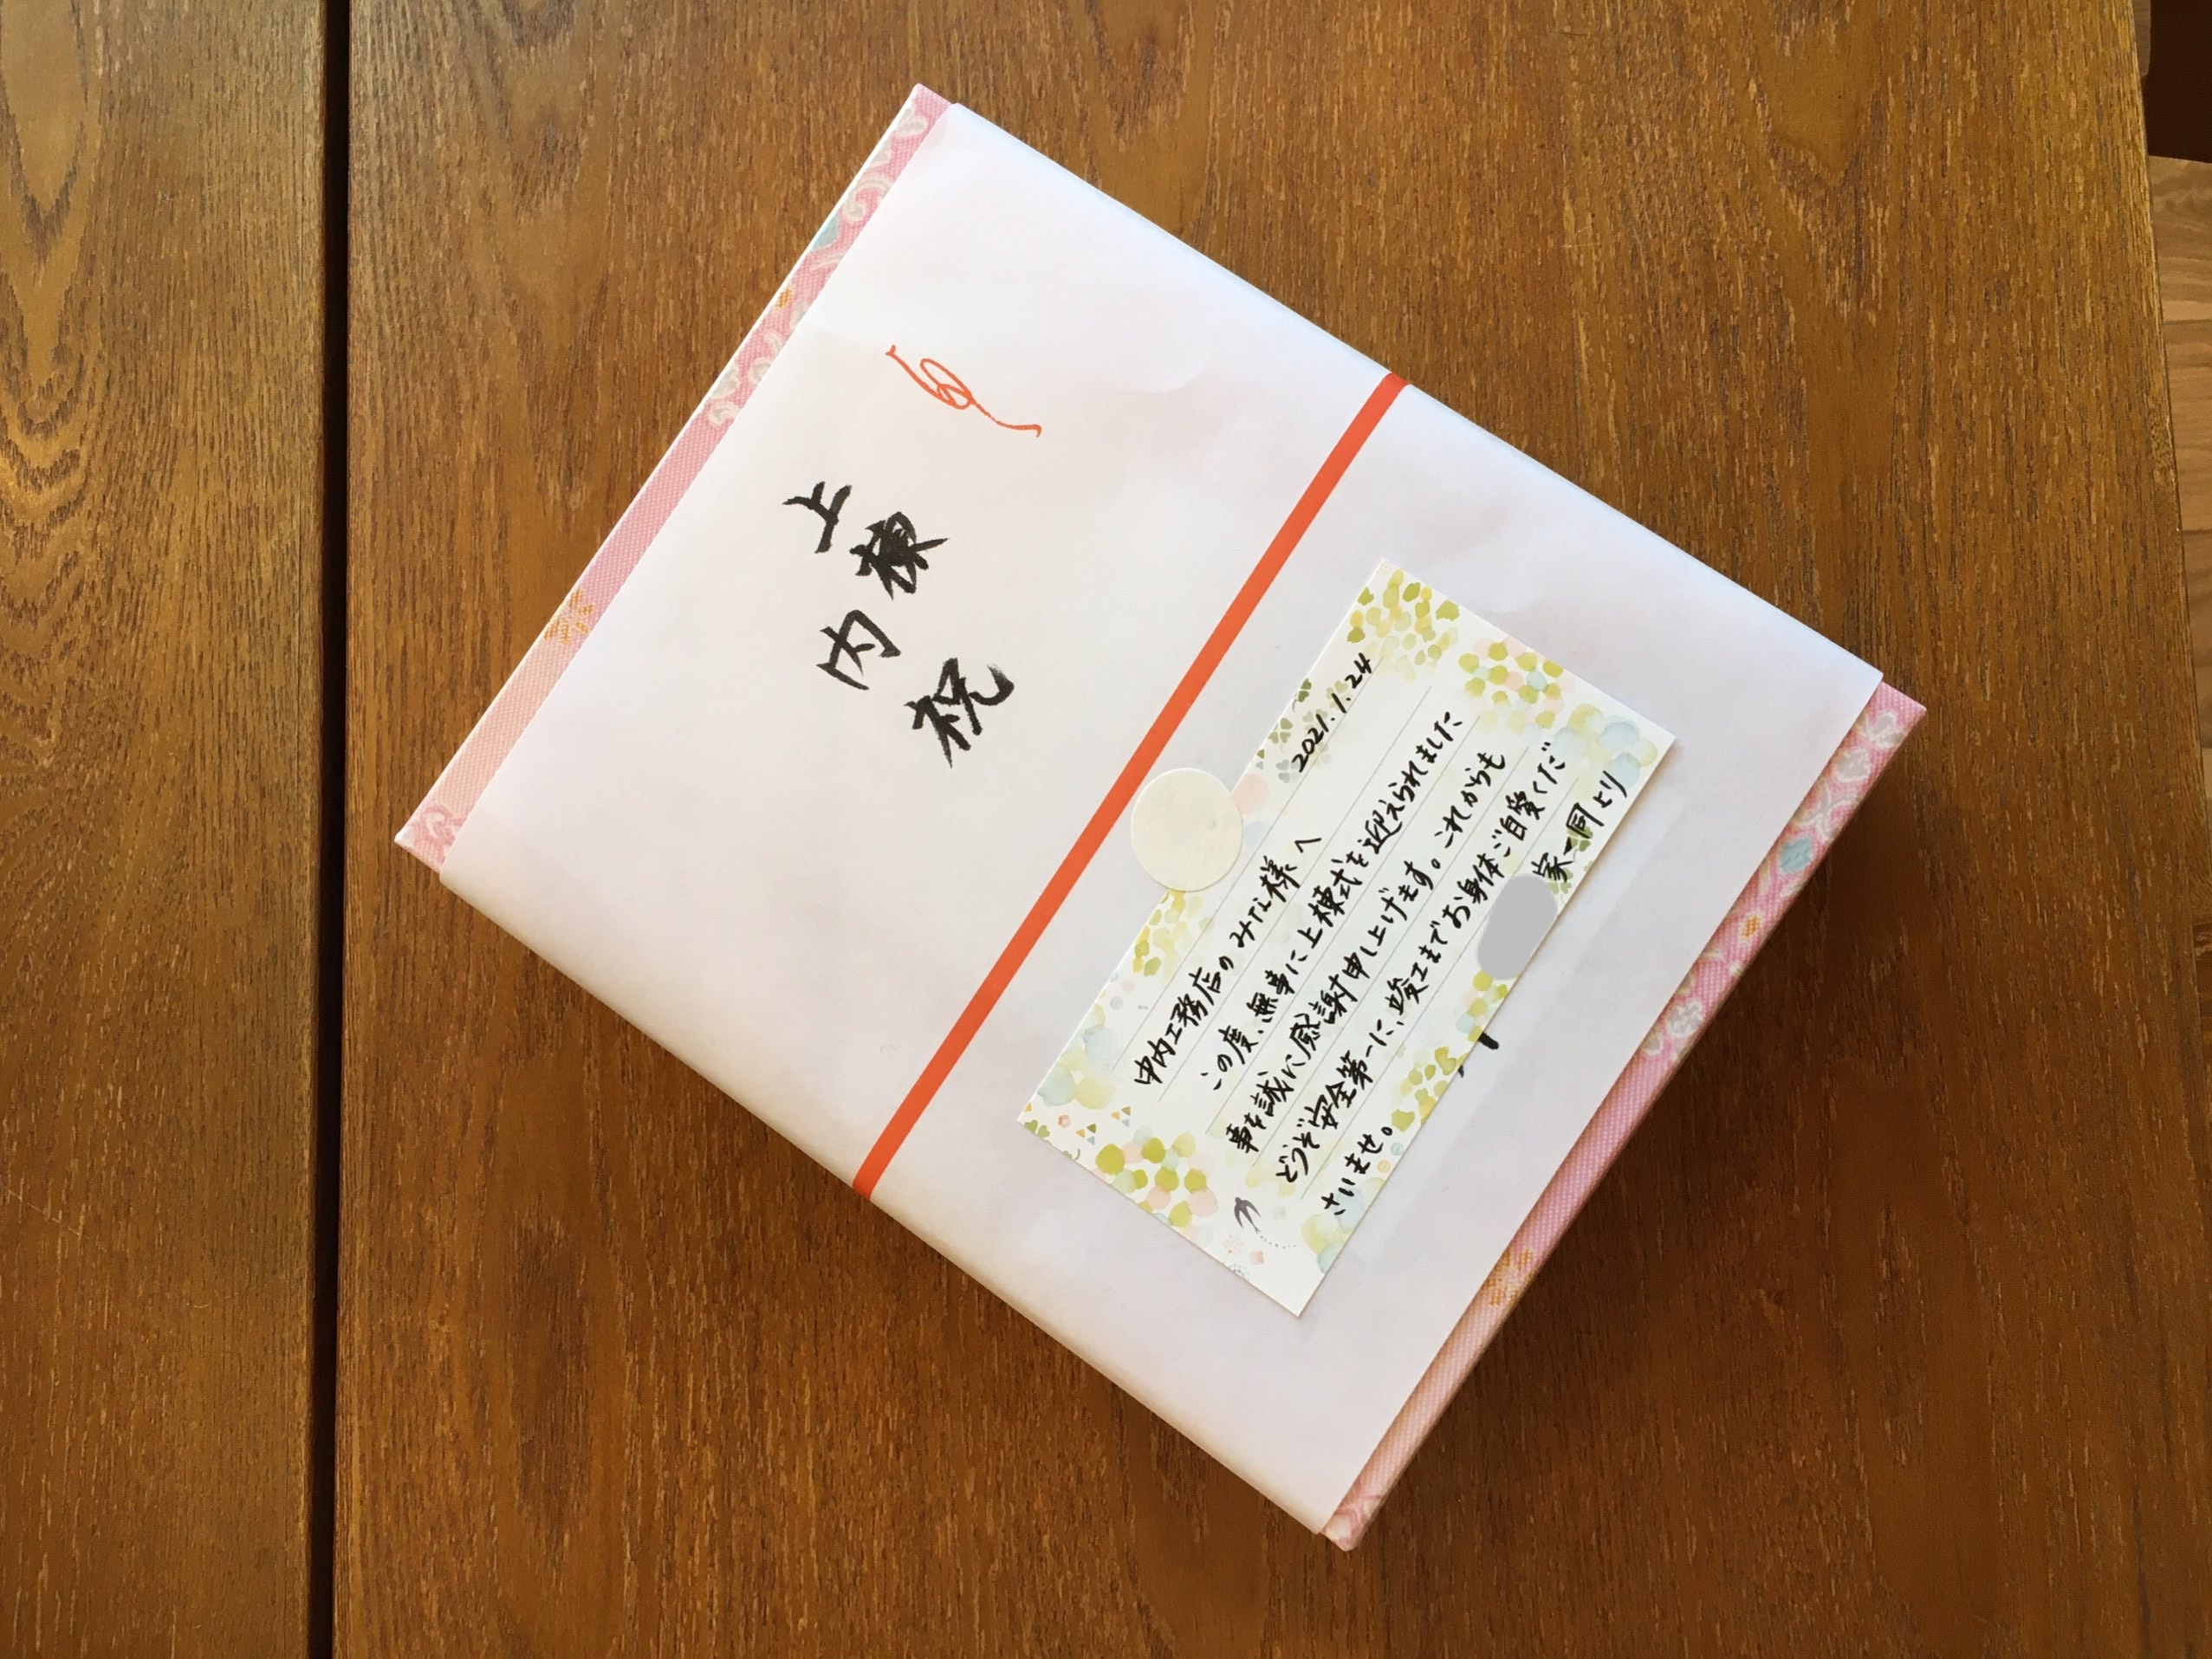 上棟
内祝
2021.1.24
中内工務店のみなさま様へ
この度、無事に上棟式を迎えられました
事を誠に感謝申し上げます。これからも
どうぞ安全第一に、竣工までお身体ご自愛くだ
さいませ。
家一同より